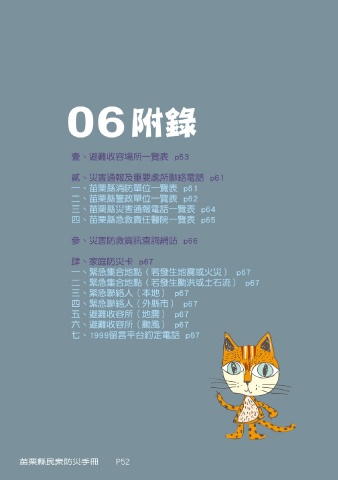 06 附錄
壹、避難收容場所一覽表 p53
貳、災害通報及重要處所聯絡電話 p61
一、苗栗縣消防單位一覽表 p61
二、苗栗縣警政單位一覽表 p62
三、苗栗縣災害通報電話一覽表 p64
四、苗栗縣急救責任醫院一覽表 p65
參、災害防救資訊查詢網站 p66
肆、家庭防災卡 p67
一、緊急集合地點（若發生地震或火災） p67
二、緊急集合地點（若發生颱洪或土石流） p67
三、緊急聯絡人（本地） p67
四、緊急聯絡人（外縣市） p67
五、避難收容所（地震） p67
六、避難收容所（颱風） p67
七、1999留言平台約定電話 p67
苗栗縣民眾防災手冊 P52